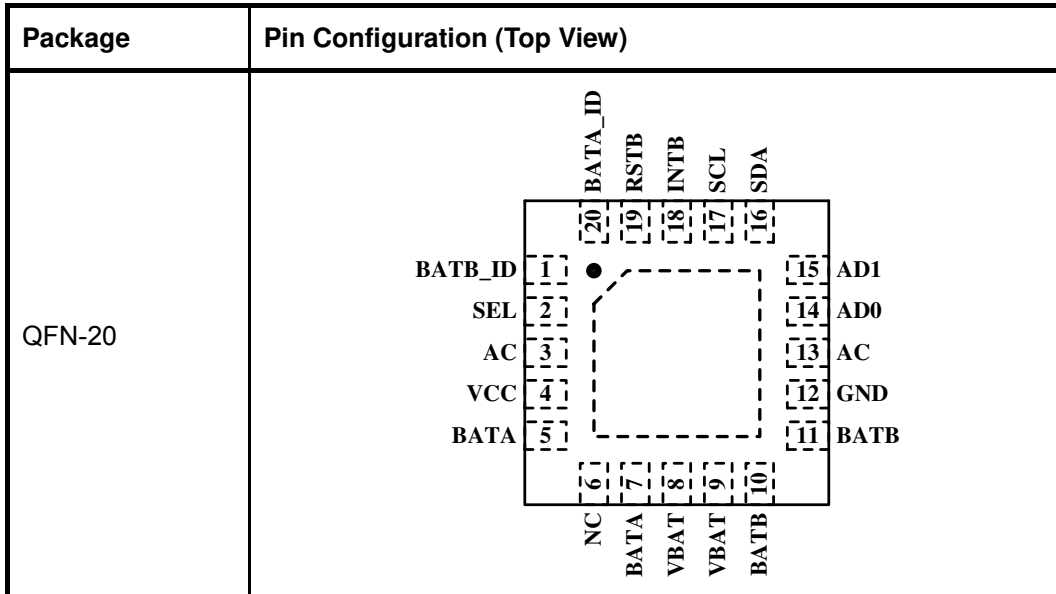 Package
Pin Configuration (Top View)
QFN-20
BATA_ID
RSTB
INTB
SCL
SDA
20
19
18
17
16
BATB_ID 1
SEL 2
AC 3
VCC 4
BATA 5
15 AD1
14 AD0
13 AC
12 GND
11 BATB
6
7
8
9
10
NC
BATA
VBAT
VBAT
BATB